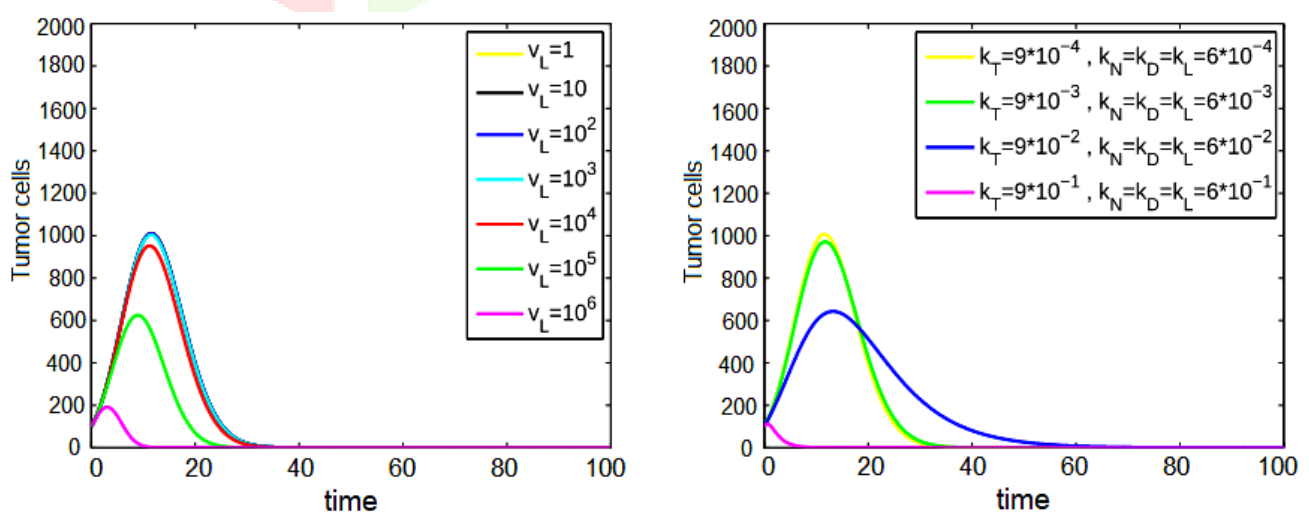 2000
1800
1600
1400
1200
1000
800
600
400
200
0
Tumor cells
0 20 40 60 80 100
time
v_L=1
v_L=10
v_L=10^2
v_L=10^3
v_L=10^4
v_L=10^5
v_L=10^6
2000
1800
1600
1400
1200
1000
800
600
400
200
0
Tumor cells
0 20 40 60 80 100
time
k_T=9*10^-4 , k_N=k_D=k_L=6*10^-4
k_T=9*10^-3 , k_N=k_D=k_L=6*10^-3
k_T=9*10^-2 , k_N=k_D=k_L=6*10^-2
k_T=9*10^-1 , k_N=k_D=k_L=6*10^-1